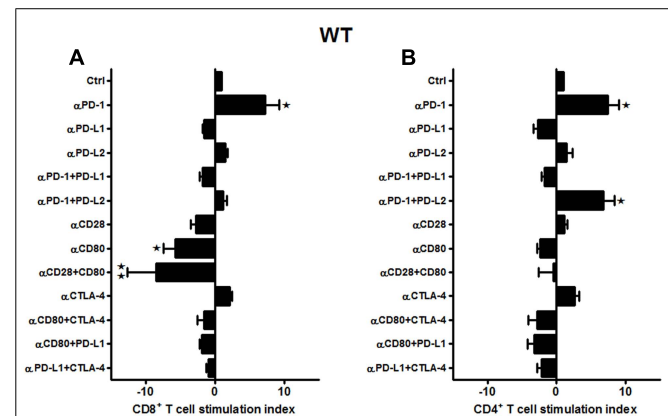 WT
A
Ctrl
αPD-1
αPD-L1
αPD-L2
αPD-1+PD-L1
αPD-1+PD-L2
αCD28
αCD80
αCD28+CD80
αCTLA-4
αCD80+CTLA-4
αCD80+PD-L1
αPD-L1+CTLA-4
-10 0 10
CD8⁺ T cell stimulation index
B
Ctrl
αPD-1
αPD-L1
αPD-L2
αPD-1+PD-L1
αPD-1+PD-L2
αCD28
αCD80
αCD28+CD80
αCTLA-4
αCD80+CTLA-4
αCD80+PD-L1
αPD-L1+CTLA-4
-10 0 10
CD4⁺ T cell stimulation index